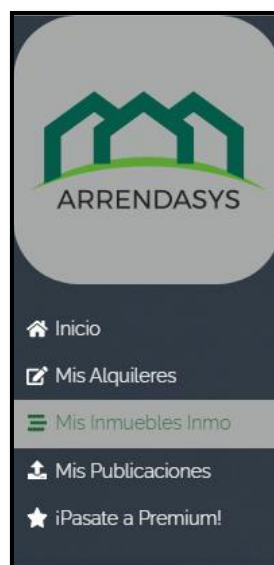 ARRENDASYS
Inicio
Mis Alquileres
Mis Inmuebles Inmo
Mis Publicaciones
¡Pasate a Premium!